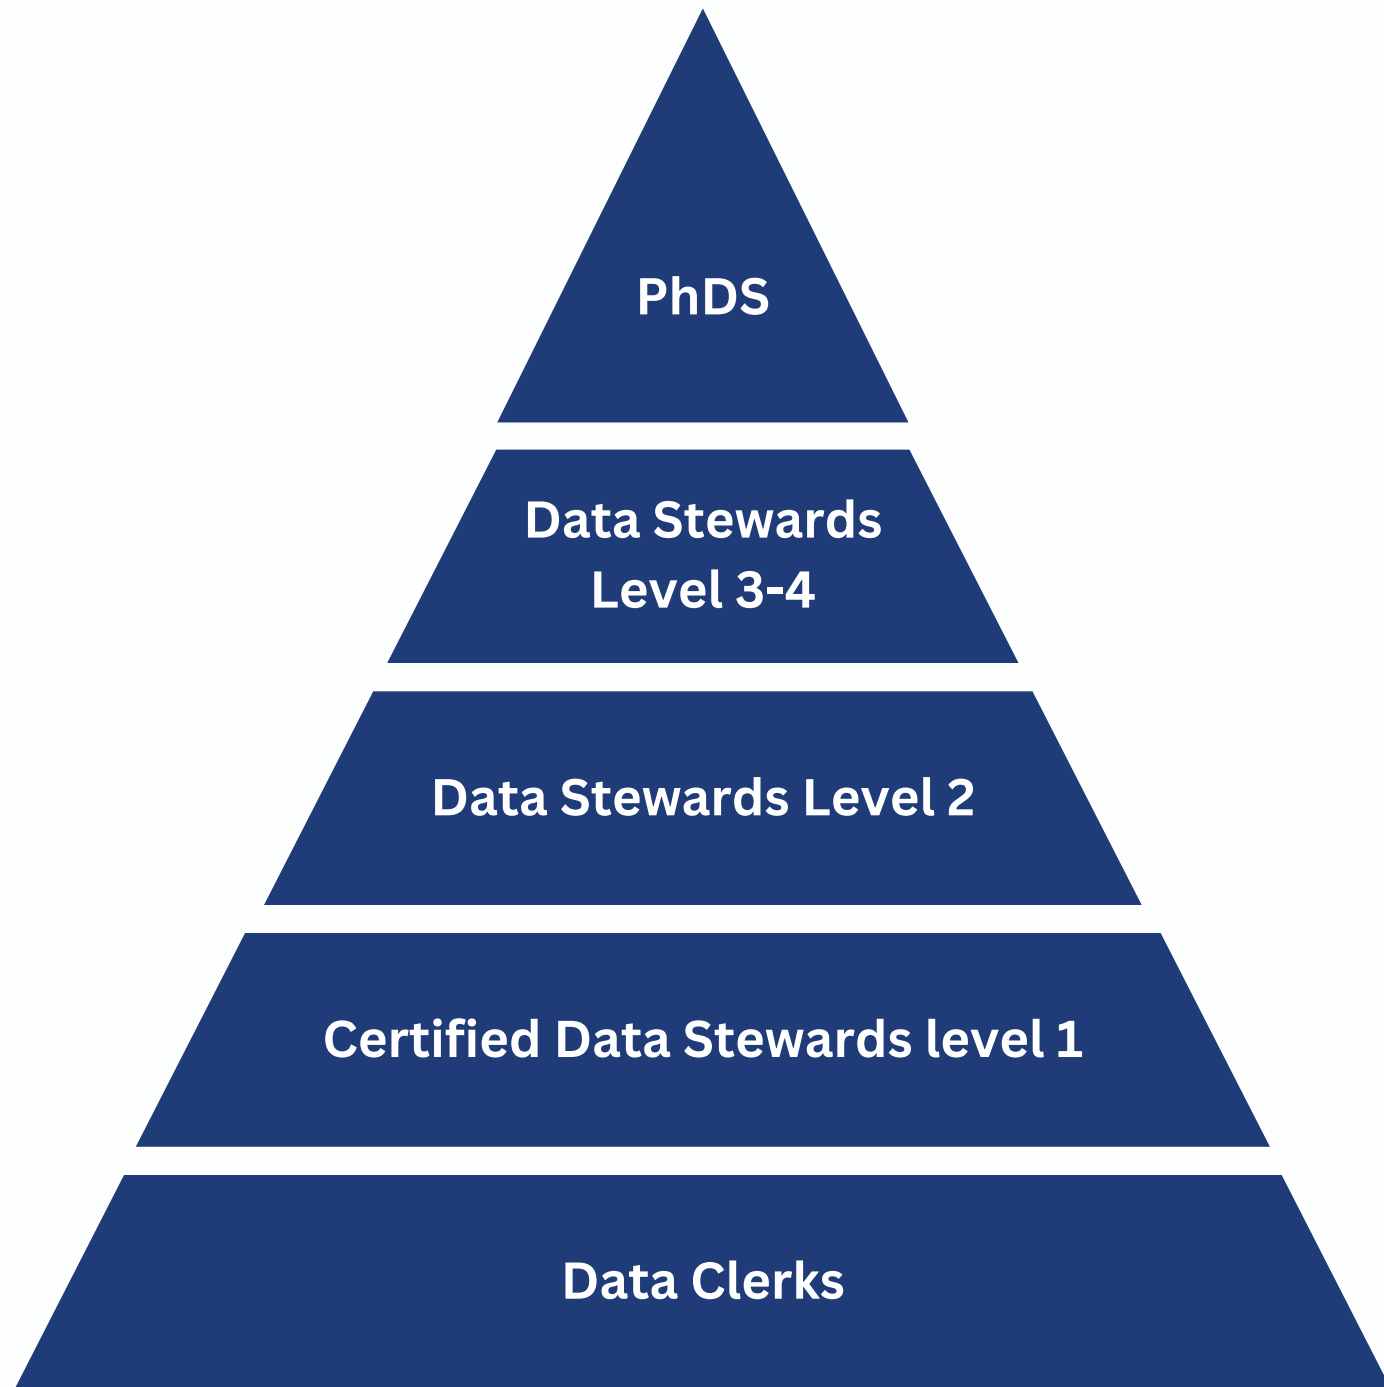 PhDS
Data Stewards
Level 3-4
Data Stewards Level 2
Certified Data Stewards level 1
Data Clerks